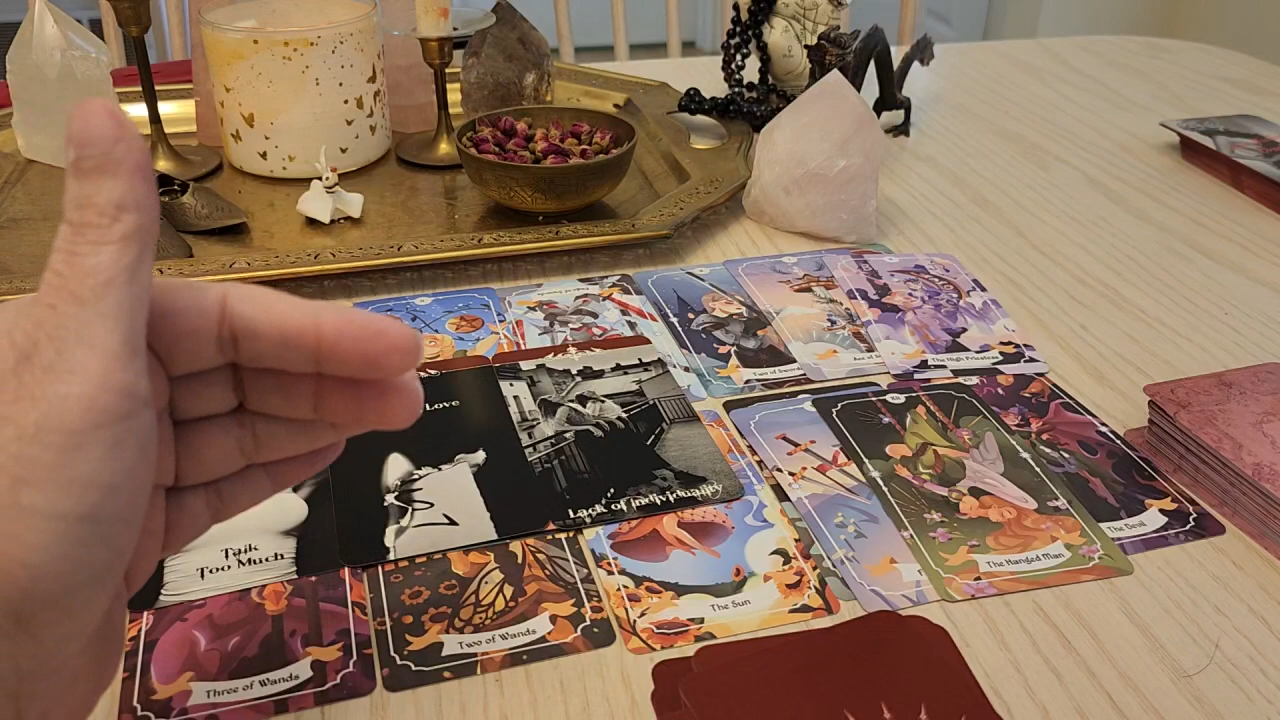 Two of Swords
The High Priestess
Love
Lack of individuality
XII
The Hanged Man
The Devil
Talk
Too Much
The Sun
Two of Wands
Three of Wands